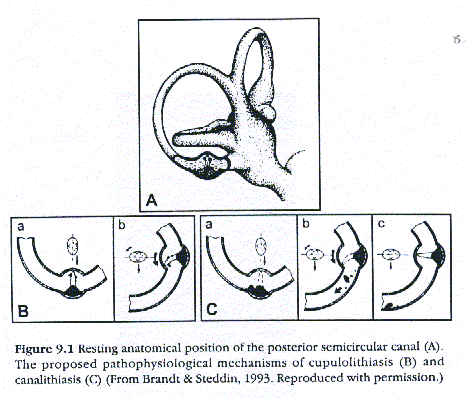 A
a
b
a
b
c
B
C
Figure 9.1 Resting anatomical position of the posterior semicircular canal (A).
The proposed pathophysiological mechanisms of cupulolithiasis (B) and
canalithiasis (C) (From Brandt & Steddin, 1993. Reproduced with permission.)